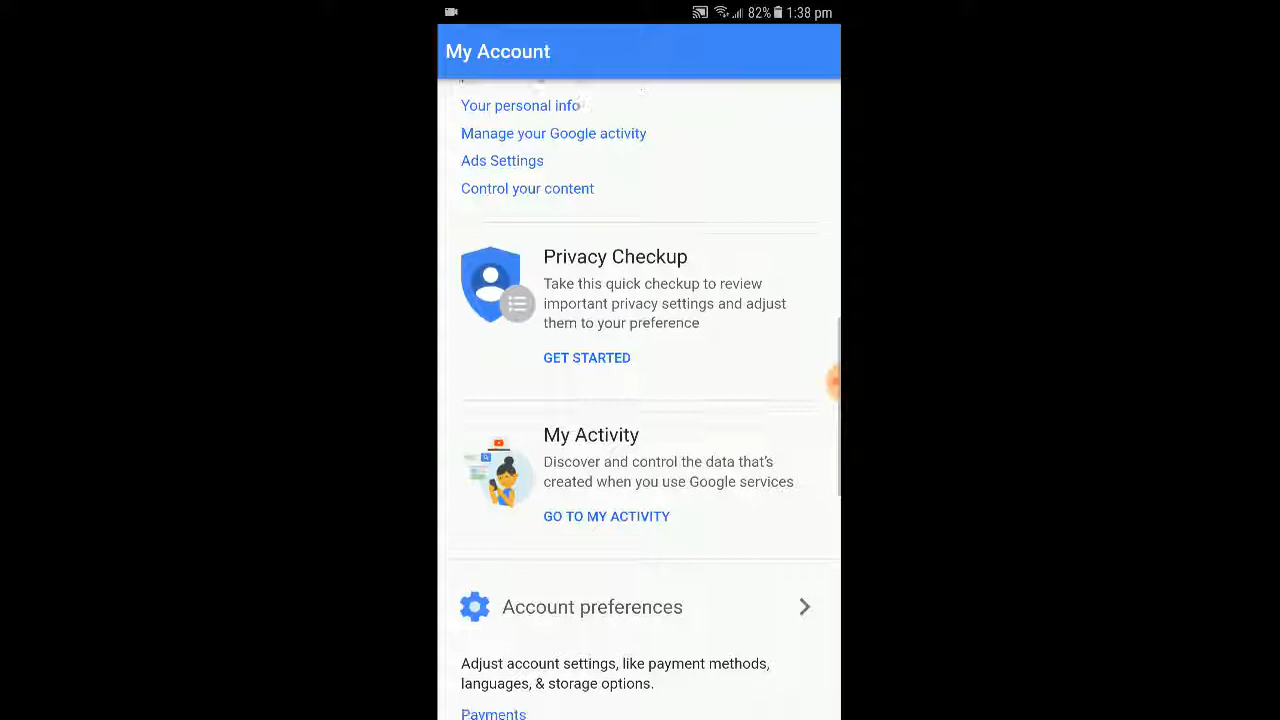 82% 1:38 pm
My Account
Your personal info
Manage your Google activity
Ads Settings
Control your content
Privacy Checkup
Take this quick checkup to review
important privacy settings and adjust
them to your preference
GET STARTED
My Activity
Discover and control the data that's
created when you use Google services
GO TO MY ACTIVITY
Account preferences
Adjust account settings, like payment methods,
languages, & storage options.
Payments